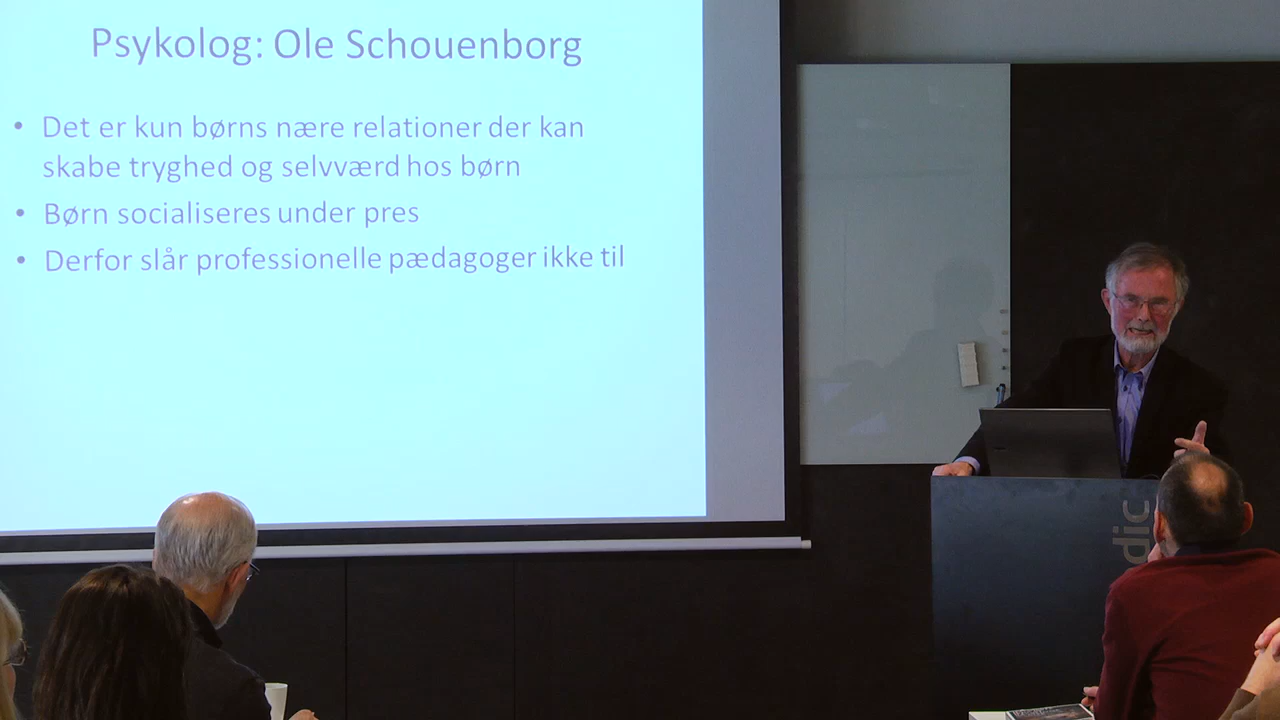 Psykolog: Ole Schouenborg
• Det er kun børns nære relationer der kan
skabe tryghed og selvværd hos børn
• Børn socialiseres under pres
• Derfor slår professionelle pædagoger ikke til
dic